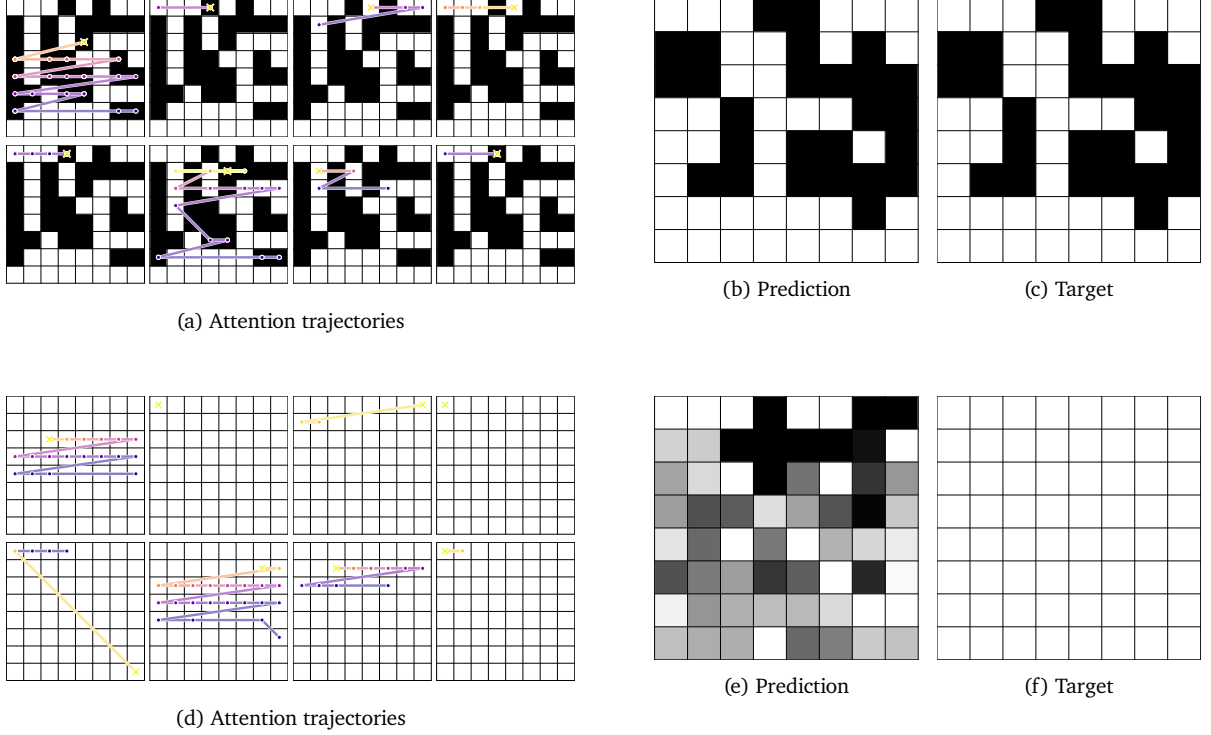 (b) Prediction
(c) Target
(a) Attention trajectories
(e) Prediction
(f) Target
(d) Attention trajectories